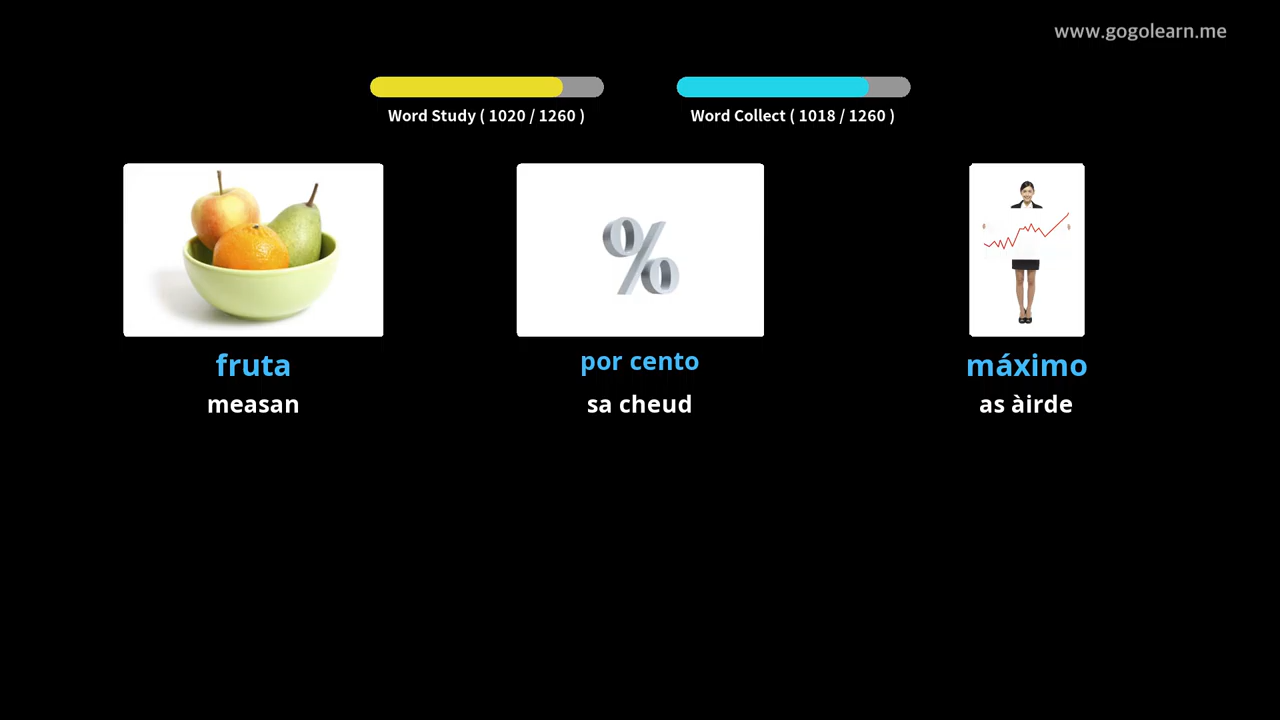 www.gogolearn.me
Word Study ( 1020 / 1260 )
Word Collect ( 1018 / 1260 )
fruta
measan
por cento
sa cheud
máximo
as àirde